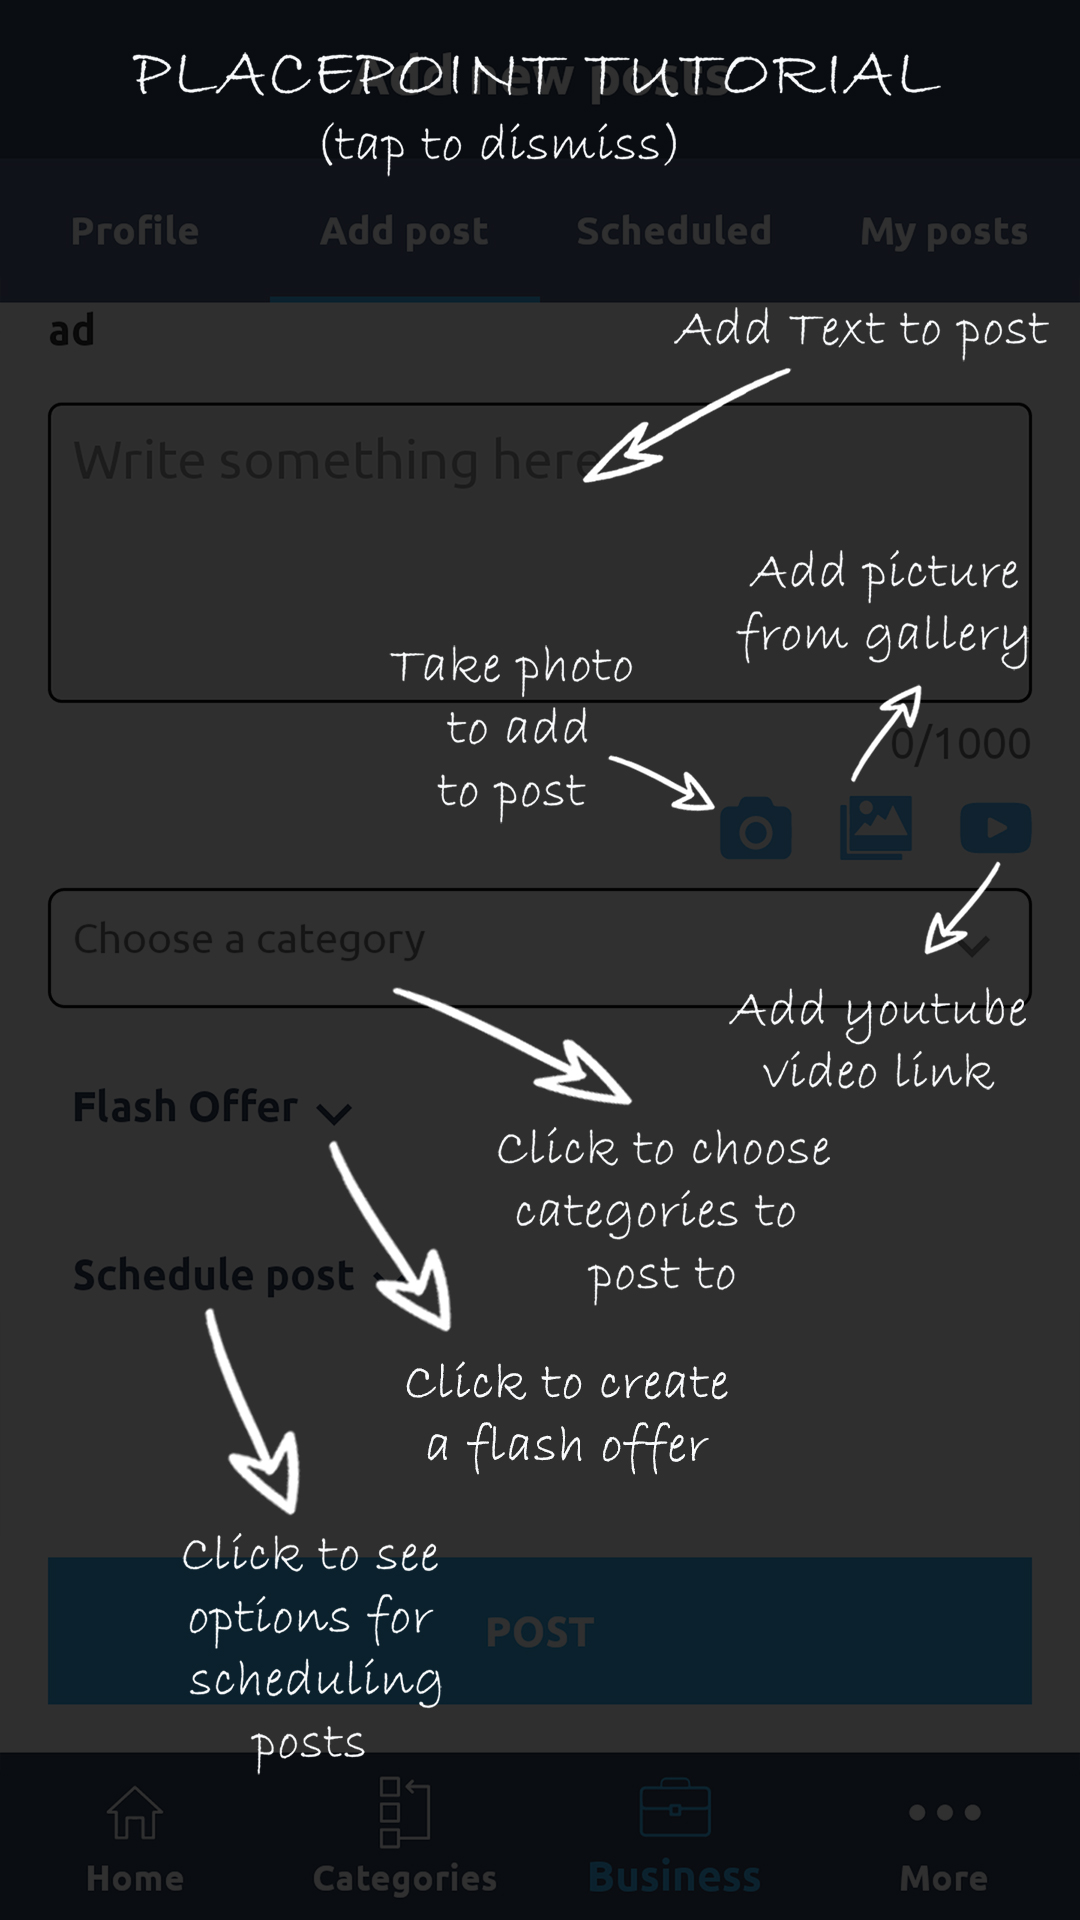 Add new posts
PLACEPOINT TUTORIAL
(tap to dismiss)
Profile
Add post
Scheduled
My posts
ad
Add Text to post
Write something here
Add picture
from gallery
Take photo
to add
to post
0/1000
Choose a category
Add youtube
video link
Flash Offer
Click to choose
categories to
post to
Schedule post
Click to create
a flash offer
Click to see
options for
scheduling
posts
POST
Home
Categories
Business
More